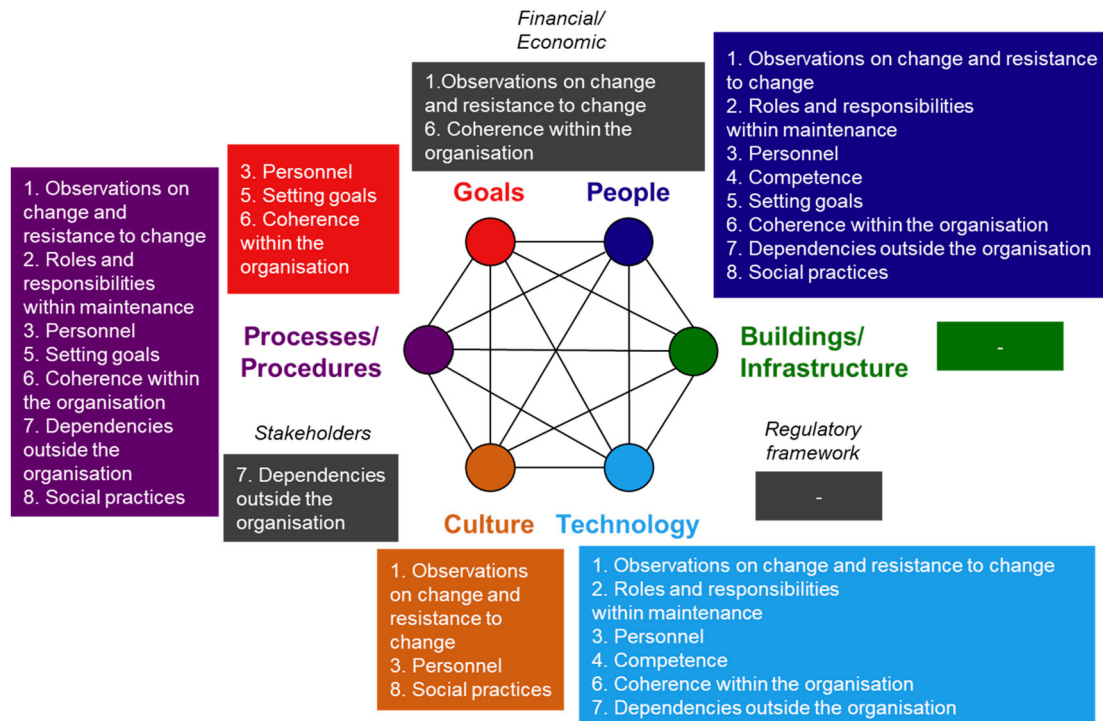 Financial/
Economic
1.Observations on change
and resistance to change
6. Coherence within the
organisation
1. Observations on change and resistance
to change
2. Roles and responsibilities
within maintenance
3. Personnel
4. Competence
5. Setting goals
6. Coherence within the organisation
7. Dependencies outside the organisation
8. Social practices
3. Personnel
5. Setting goals
6. Coherence
within the
organisation
Goals
People
1. Observations on
change and
resistance to change
2. Roles and
responsibilities
within maintenance
3. Personnel
5. Setting goals
6. Coherence within
the organisation
7. Dependencies
outside the
organisation
8. Social practices
Processes/
Procedures
Buildings/
Infrastructure
-
Stakeholders
7. Dependencies
outside the
organisation
Regulatory
framework
-
Culture
Technology
1. Observations
on change and
resistance to
change
3. Personnel
8. Social practices
1. Observations on change and resistance to change
2. Roles and responsibilities
within maintenance
3. Personnel
4. Competence
6. Coherence within the organisation
7. Dependencies outside the organisation